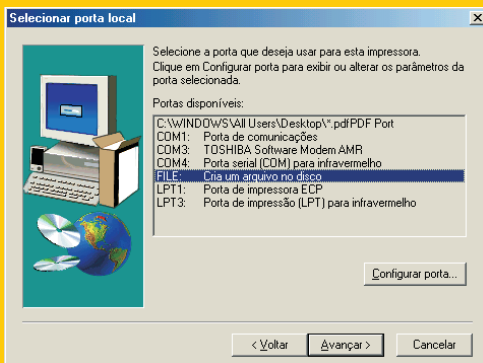 Selecionar porta local
Selecione a porta que deseja usar para esta impressora.
Clique em Configurar porta para exibir ou alterar os parâmetros da
porta selecionada.
Portas disponíveis:
C:\WINDOWS\All Users\Desktop\*.pdfPDF Port
COM1: Porta de comunicações
COM3: TOSHIBA Software Modem AMR
COM4: Porta serial (COM) para infravermelho
FILE: Cria um arquivo no disco
LPT1: Porta de impressora ECP
LPT3: Porta de impressão (LPT) para infravermelho
Configurar porta...
< Voltar Avançar > Cancelar